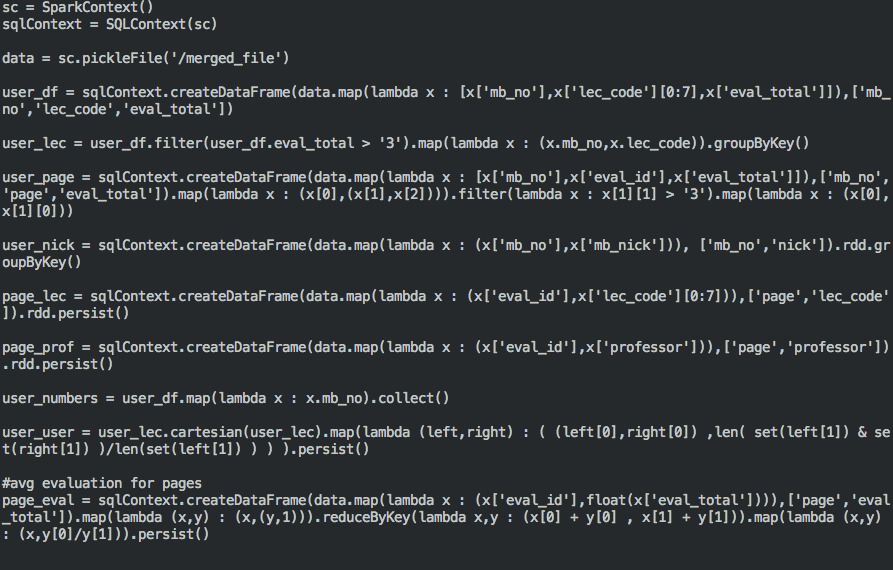 sc = SparkContext()
sqlContext = SQLContext(sc)
data = sc.pickleFile('/merged_file')
user_df = sqlContext.createDataFrame(data.map(lambda x : [x['mb_no'],x['lec_code'][0:7],x['eval_total']]),['mb_
no','lec_code','eval_total'])
user_lec = user_df.filter(user_df.eval_total > '3').map(lambda x : (x.mb_no,x.lec_code)).groupByKey()
user_page = sqlContext.createDataFrame(data.map(lambda x : [x['mb_no'],x['eval_id'],x['eval_total']]),['mb_no',
'page','eval_total']).map(lambda x : (x[0],(x[1],x[2]))).filter(lambda x : x[1][1] > '3').map(lambda x : (x[0],
x[1][0]))
user_nick = sqlContext.createDataFrame(data.map(lambda x : (x['mb_no'],x['mb_nick'])), ['mb_no','nick']).rdd.gr
oupByKey()
page_lec = sqlContext.createDataFrame(data.map(lambda x : (x['eval_id'],x['lec_code'][0:7])),['page','lec_code'
]).rdd.persist()
page_prof = sqlContext.createDataFrame(data.map(lambda x : (x['eval_id'],x['professor'])),['page','professor'])
.rdd.persist()
user_numbers = user_df.map(lambda x : x.mb_no).collect()
user_user = user_lec.cartesian(user_lec).map(lambda (left,right) : ( (left[0],right[0]) ,len( set(left[1]) & se
t(right[1]) )/len(set(left[1]) ) ) ).persist()
#avg evaluation for pages
page_eval = sqlContext.createDataFrame(data.map(lambda x : (x['eval_id'],float(x['eval_total']))),['page','eval
_total']).map(lambda (x,y) : (x,(y,1))).reduceByKey(lambda x,y : (x[0] + y[0] , x[1] + y[1])).map(lambda (x,y)
: (x,y[0]/y[1])).persist()